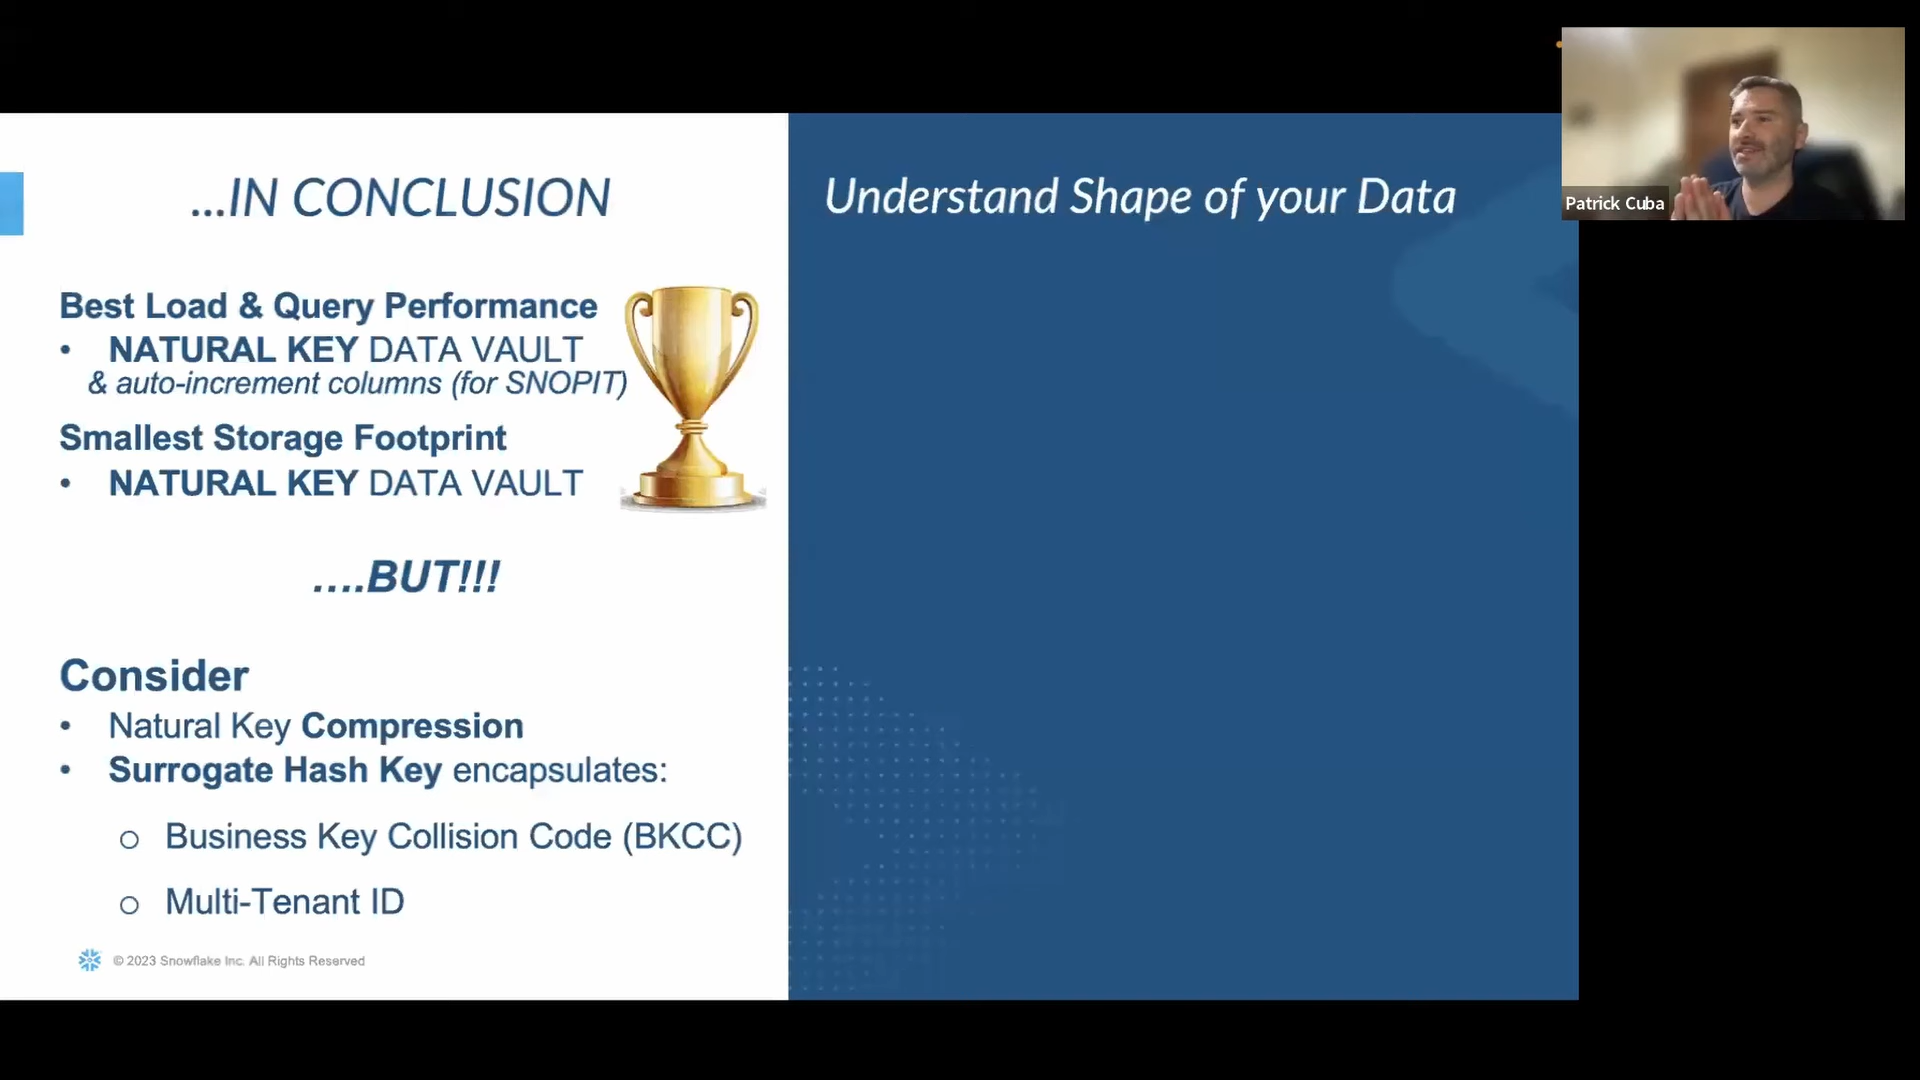 ...IN CONCLUSION
Best Load & Query Performance
• NATURAL KEY DATA VAULT
& auto-increment columns (for SNOPIT)
Smallest Storage Footprint
• NATURAL KEY DATA VAULT
....BUT!!!
Consider
• Natural Key Compression
• Surrogate Hash Key encapsulates:
o Business Key Collision Code (BKCC)
o Multi-Tenant ID
© 2023 Snowflake Inc. All Rights Reserved
Understand Shape of your Data
Patrick Cuba